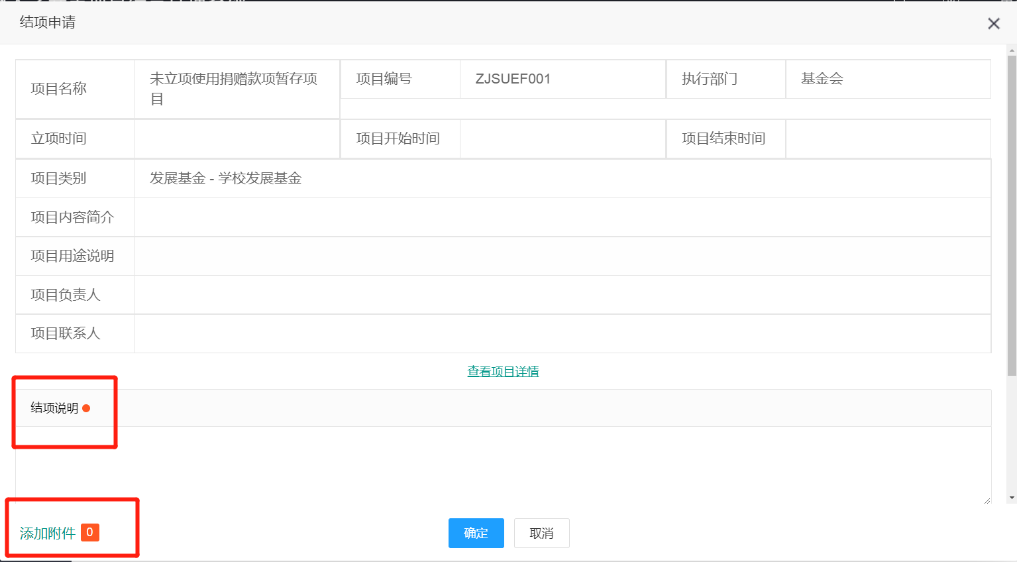 结项申请
项目名称 未立项使用捐赠款项暂存项目 项目编号 ZJSUEF001 执行部门 基金会
立项时间 项目开始时间 项目结束时间
项目类别 发展基金 - 学校发展基金
项目内容简介
项目用途说明
项目负责人
项目联系人
查看项目详情
结项说明
添加附件 0 确定 取消